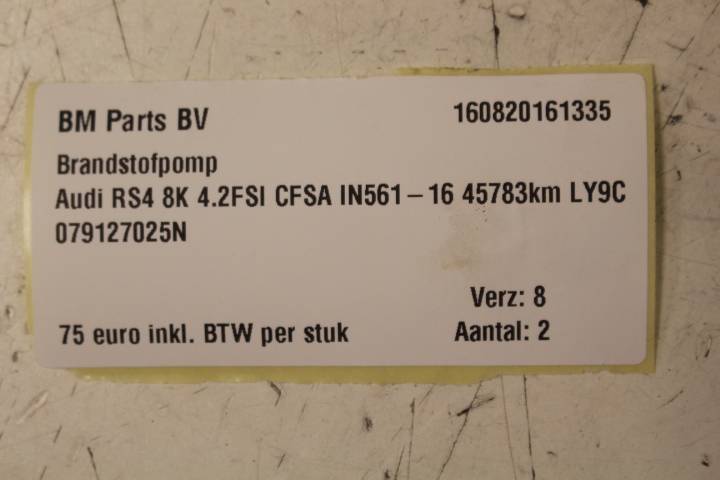 BM Parts BV 160820161335
Brandstofpomp
Audi RS4 8K 4.2FSI CFSA IN561 – 16 45783km LY9C
079127025N
Verz: 8
75 euro inkl. BTW per stuk Aantal: 2